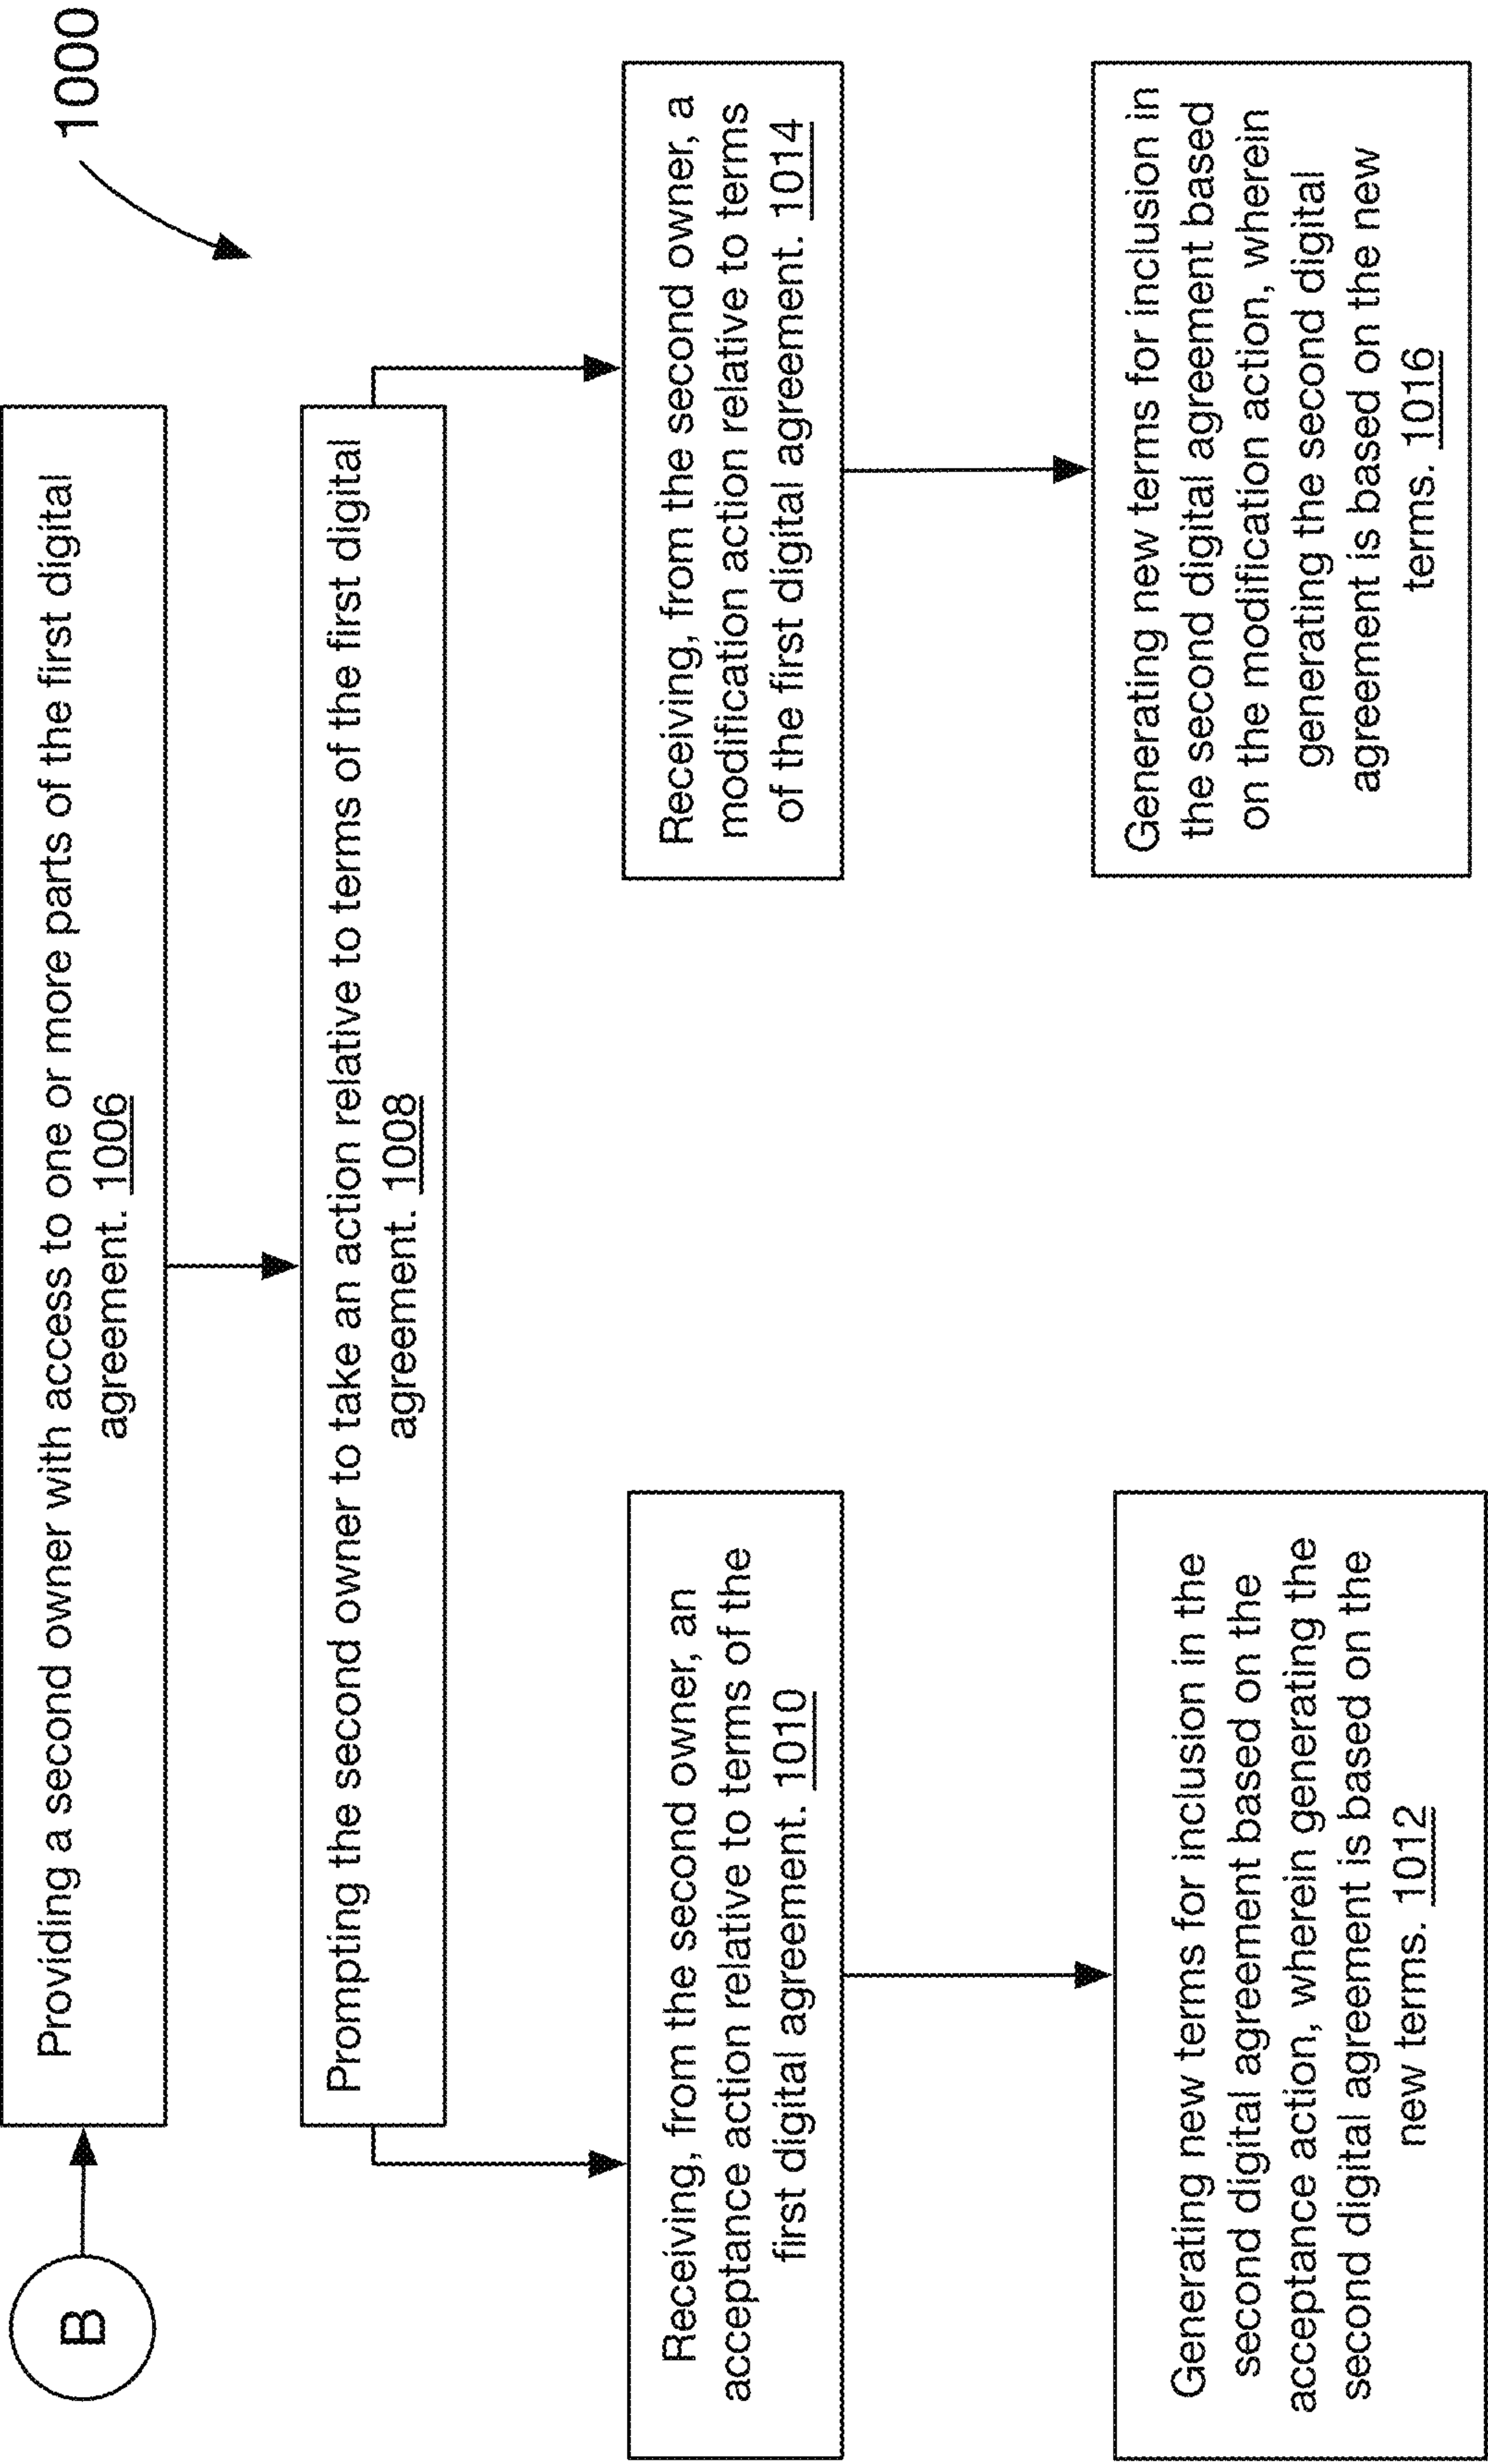 1000
B
Providing a second owner with access to one or more parts of the first digital
agreement. 1006
Prompting the second owner to take an action relative to terms of the first digital
agreement. 1008
Receiving, from the second owner, an
acceptance action relative to terms of the
first digital agreement. 1010
Receiving, from the second owner, a
modification action relative to terms
of the first digital agreement. 1014
Generating new terms for inclusion in the
second digital agreement based on the
acceptance action, wherein generating the
second digital agreement is based on the
new terms. 1012
Generating new terms for inclusion in
the second digital agreement based
on the modification action, wherein
generating the second digital
agreement is based on the new
terms. 1016